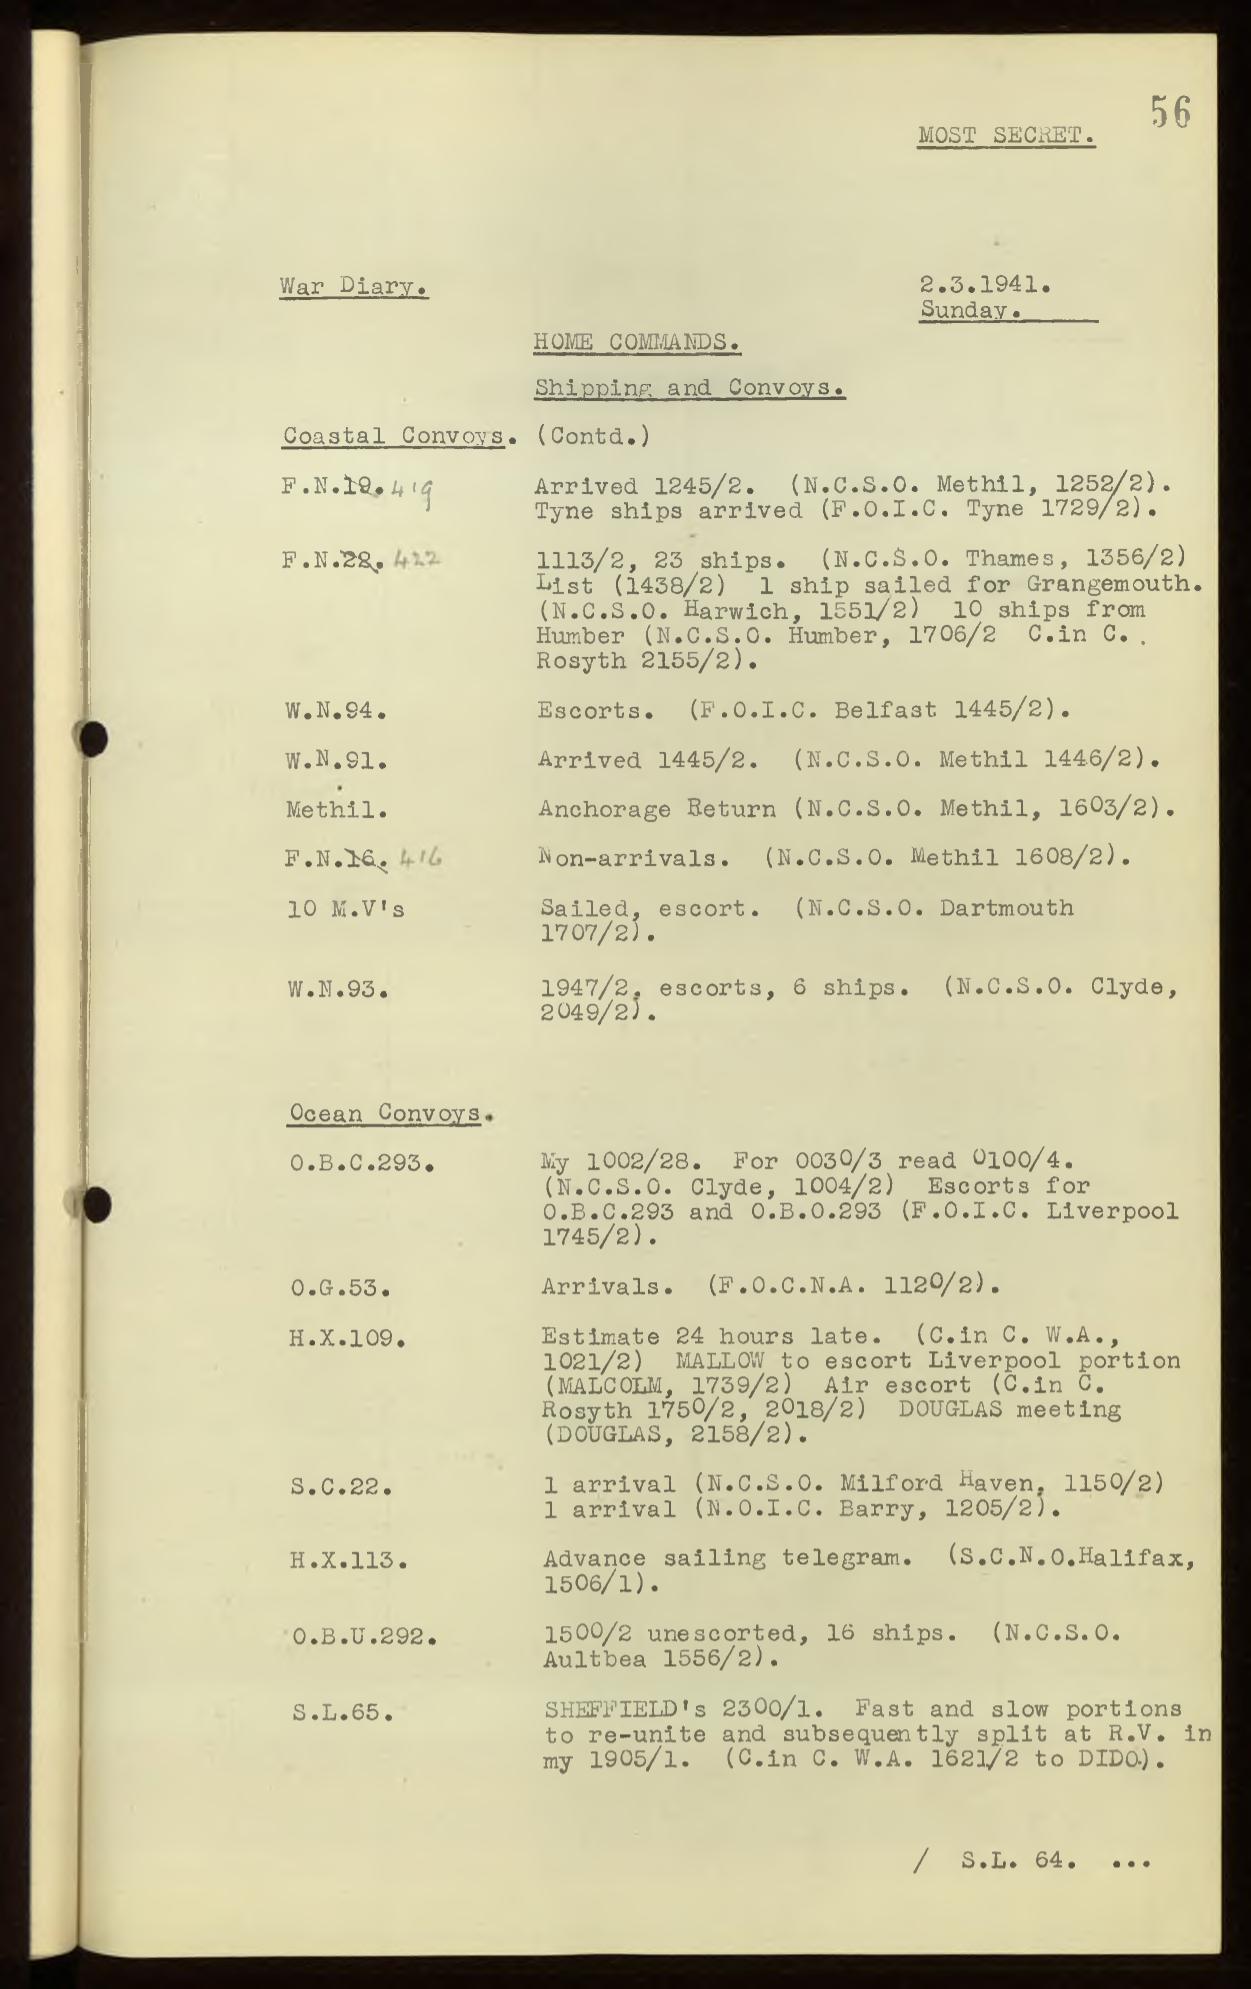 56
MOST SECRET.
War Diary.
2.3.1941.
Sunday.
HOME COMMANDS.
Shipping and Convoys.
Coastal Convoys. (Contd.)
F.N.19. 419 Arrived 1245/2. (N.C.S.O. Methil, 1252/2).
Tyne ships arrived (F.O.I.C. Tyne 1729/2).
F.N.28. 422 1113/2, 23 ships. (N.C.S.O. Thames, 1356/2)
List (1438/2) 1 ship sailed for Grangemouth.
(N.C.S.O. Harwich, 1551/2) 10 ships from
Humber (N.C.S.O. Humber, 1706/2 C.in C. .
Rosyth 2155/2).
W.N.94. Escorts. (F.O.I.C. Belfast 1445/2).
W.N.91. Arrived 1445/2. (N.C.S.O. Methil 1446/2).
Methil. Anchorage Return (N.C.S.O. Methil, 1603/2).
F.N.16. 416 Non-arrivals. (N.C.S.O. Methil 1608/2).
10 M.V's Sailed, escort. (N.C.S.O. Dartmouth
1707/2).
W.N.93. 1947/2, escorts, 6 ships. (N.C.S.O. Clyde,
2049/2).
Ocean Convoys.
O.B.C.293. My 1002/28. For 0030/3 read 0100/4.
(N.C.S.O. Clyde, 1004/2) Escorts for
O.B.C.293 and O.B.O.293 (F.O.I.C. Liverpool
1745/2).
O.G.53. Arrivals. (F.O.C.N.A. 1120/2).
H.X.109. Estimate 24 hours late. (C.in C. W.A.,
1021/2) MALLOW to escort Liverpool portion
(MALCOLM, 1739/2) Air escort (C.in C.
Rosyth 1750/2, 2018/2) DOUGLAS meeting
(DOUGLAS, 2158/2).
S.C.22. 1 arrival (N.C.S.O. Milford Haven, 1150/2)
1 arrival (N.O.I.C. Barry, 1205/2).
H.X.113. Advance sailing telegram. (S.C.N.O.Halifax,
1506/1).
O.B.U.292. 1500/2 unescorted, 16 ships. (N.C.S.O.
Aultbea 1556/2).
S.L.65. SHEFFIELD's 2300/1. Fast and slow portions
to re-unite and subsequently split at R.V. in
my 1905/1. (C.in C. W.A. 1621/2 to DIDO.).
/ S.L. 64. ...